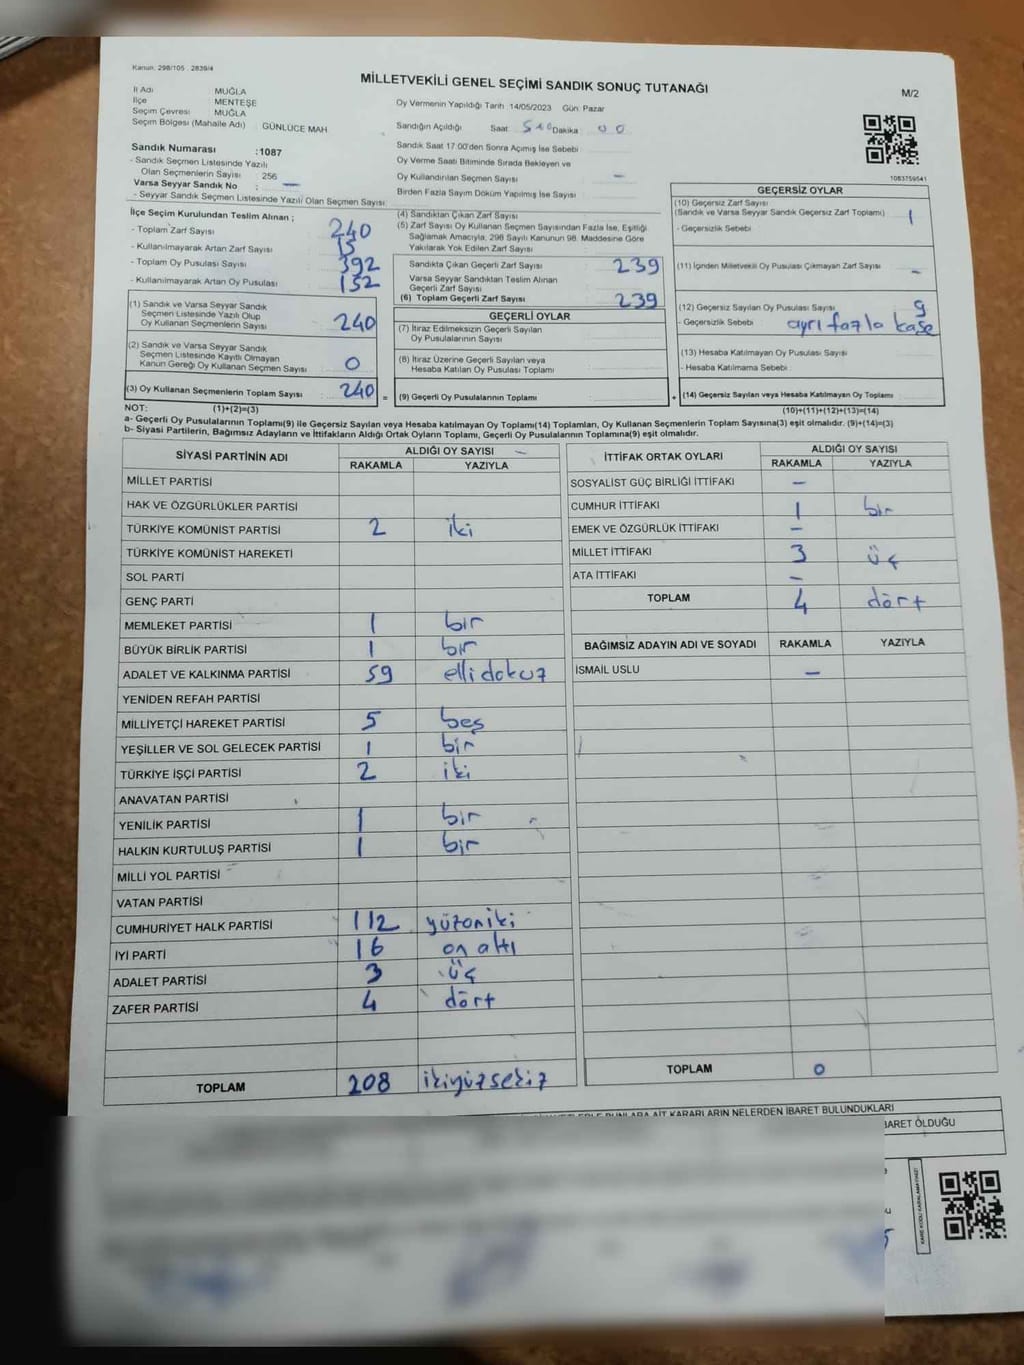 Kanun: 298/105 . 2839/4
MİLLETVEKİLİ GENEL SEÇİMİ SANDIK SONUÇ TUTANAĞI
M/2
İl Adı MUĞLA
İlçe MENTEŞE
Seçim Çevresi MUĞLA
Seçim Bölgesi (Mahalle Adı) : GÜNLÜCE MAH
Oy Vermenin Yapıldığı Tarih 14/05/2023 Gün: Pazar
Sandığın Açıldığı Saat Dakika 00
Sandık Saat 17:00'den Sonra Açımış İse Sebebi
Oy Verme Saati Bitiminde Sırada Bekleyen ve
Oy Kullandırılan Seçmen Sayısı –
Birden Fazla Sayım Döküm Yapılmış İse Sayısı
1083759541
Sandık Numarası : 1087
- Sandık Seçmen Listesinde Yazılı
Olan Seçmenlerin Sayısı : 256
Varsa Seyyar Sandık No : –
- Seyyar Sandık Seçmen Listesinde Yazılı Olan Seçmen Sayısı:
İlçe Seçim Kurulundan Teslim Alınan ;
- Toplam Zarf Sayısı 240
- Kullanılmayarak Artan Zarf Sayısı 15
- Toplam Oy Pusulası Sayısı 392
- Kullanılmayarak Artan Oy Pusulası 152
(1) Sandık ve Varsa Seyyar Sandık
Seçmen Listesinde Yazılı Olup
Oy Kullanan Seçmenlerin Sayısı 240
(2) Sandık ve Varsa Seyyar Sandık
Seçmen Listesinde Kayıtlı Olmayan
Kanun Gereği Oy Kullanan Seçmen Sayısı 0
(3) Oy Kullanan Seçmenlerin Toplam Sayısı 240 =
(4) Sandıktan Çıkan Zarf Sayısı
(5) Zarf Sayısı Oy Kullanan Seçmen Sayısından Fazla İse, Eşitliği
Sağlamak Amacıyla, 298 Sayılı Kanunun 98. Maddesine Göre
Yakılarak Yok Edilen Zarf Sayısı
Sandıkta Çıkan Geçerli Zarf Sayısı 239
Varsa Seyyar Sandıktan Teslim Alınan
Geçerli Zarf Sayısı
(6) Toplam Geçerli Zarf Sayısı 239
GEÇERLİ OYLAR
(7) İtiraz Edilmeksizin Geçerli Sayılan
Oy Pusulalarının Sayısı
(8) İtiraz Üzerine Geçerli Sayılan veya
Hesaba Katılan Oy Pusulası Toplamı
(9) Geçerli Oy Pusulalarının Toplamı +
GEÇERSİZ OYLAR
(10) Geçersiz Zarf Sayısı
(Sandık ve Varsa Seyyar Sandık Geçersiz Zarf Toplamı) 1
- Geçersizlik Sebebi
(11) İçinden Milletvekili Oy Pusulası Çıkmayan Zarf Sayısı –
(12) Geçersiz Sayılan Oy Pusulası Sayısı 9
- Geçersizlik Sebebi ayrı fazla kaşe
(13) Hesaba Katılmayan Oy Pusulası Sayısı
- Hesaba Katılmama Sebebi
(14) Geçersiz Sayılan veya Hesaba Katılmayan Oy Toplamı
NOT: (1)+(2)=(3) (10)+(11)+(12)+(13)=(14)
a- Geçerli Oy Pusulalarının Toplamı(9) ile Geçersiz Sayılan veya Hesaba katılmayan Oy Toplamı(14) Toplamları, Oy Kullanan Seçmenlerin Toplam Sayısına(3) eşit olmalıdır. (9)+(14)=(3)
b- Siyasi Partilerin, Bağımsız Adayların ve İttifakların Aldığı Ortak Oyların Toplamı, Geçerli Oy Pusulalarının Toplamına(9) eşit olmalıdır.
SİYASİ PARTİNİN ADI ALDIĞI OY SAYISI
RAKAMLA YAZIYLA
MİLLET PARTİSİ
HAK VE ÖZGÜRLÜKLER PARTİSİ
TÜRKİYE KOMÜNİST PARTİSİ 2 iki
TÜRKİYE KOMÜNİST HAREKETİ
SOL PARTİ
GENÇ PARTİ
MEMLEKET PARTİSİ 1 bir
BÜYÜK BİRLİK PARTİSİ 1 bir
ADALET VE KALKINMA PARTİSİ 59 elli dokuz
YENİDEN REFAH PARTİSİ
MİLLİYETÇİ HAREKET PARTİSİ 5 beş
YEŞİLLER VE SOL GELECEK PARTİSİ 1 bir
TÜRKİYE İŞÇİ PARTİSİ 2 iki
ANAVATAN PARTİSİ
YENİLİK PARTİSİ 1 bir
HALKIN KURTULUŞ PARTİSİ 1 bir
MİLLİ YOL PARTİSİ
VATAN PARTİSİ
CUMHURİYET HALK PARTİSİ 112 yüzoniki
İYİ PARTİ 16 on altı
ADALET PARTİSİ 3 üç
ZAFER PARTİSİ 4 dört
TOPLAM 208 ikiyüzsekiz
İTTİFAK ORTAK OYLARI ALDIĞI OY SAYISI
RAKAMLA YAZIYLA
SOSYALİST GÜÇ BİRLİĞİ İTTİFAKI –
CUMHUR İTTİFAKI 1 bir
EMEK VE ÖZGÜRLÜK İTTİFAKI –
MİLLET İTTİFAKI 3 üç
ATA İTTİFAKI –
TOPLAM 4 dört
BAĞIMSIZ ADAYIN ADI VE SOYADI RAKAMLA YAZIYLA
İSMAİL USLU –
TOPLAM 0
BUNLARA AİT KARARLARIN NELERDEN İBARET BULUNDUKLARI
BARET OLDUĞU